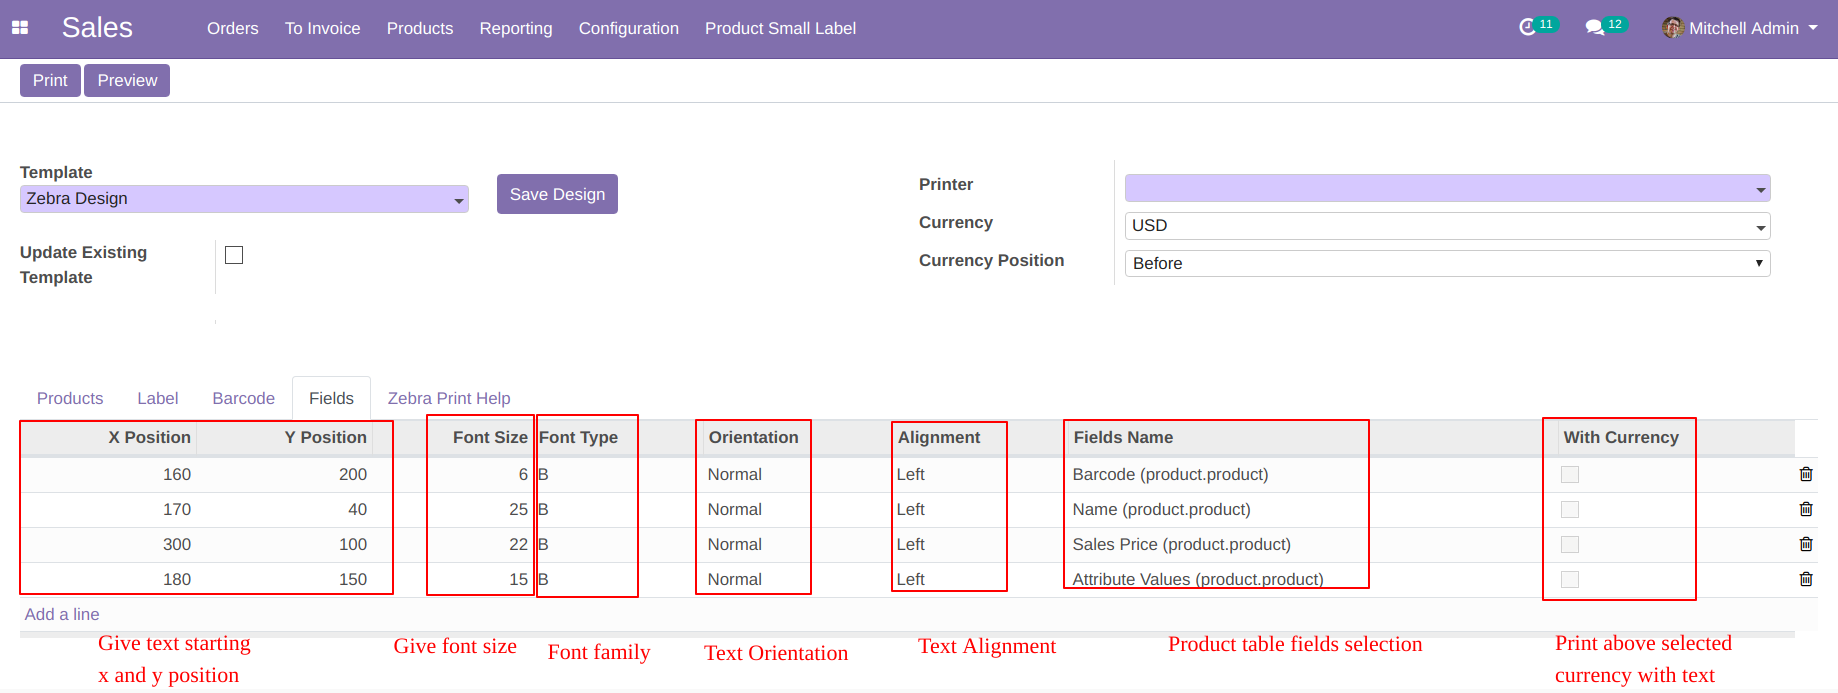 Sales Orders To Invoice Products Reporting Configuration Product Small Label 11 12 Mitchell Admin
Print Preview
Template
Zebra Design
Save Design
Update Existing
Template
Printer
Currency USD
Currency Position Before
Products Label Barcode Fields Zebra Print Help
X Position Y Position Font Size Font Type Orientation Alignment Fields Name With Currency
160 200 6 B Normal Left Barcode (product.product)
170 40 25 B Normal Left Name (product.product)
300 100 22 B Normal Left Sales Price (product.product)
180 150 15 B Normal Left Attribute Values (product.product)
Add a line
Give text starting
x and y position
Give font size
Font family
Text Orientation
Text Alignment
Product table fields selection
Print above selected
currency with text